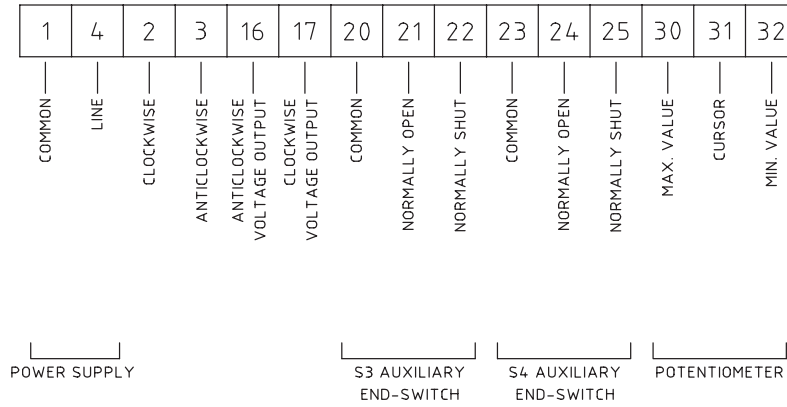 1 4 2 3 16 17 20 21 22 23 24 25 30 31 32
COMMON
LINE
CLOCKWISE
ANTICLOCKWISE
ANTICLOCKWISE
VOLTAGE OUTPUT
CLOCKWISE
VOLTAGE OUTPUT
COMMON
NORMALLY OPEN
NORMALLY SHUT
COMMON
NORMALLY OPEN
NORMALLY SHUT
MAX. VALUE
CURSOR
MIN. VALUE
POWER SUPPLY
S3 AUXILIARY
END-SWITCH
S4 AUXILIARY
END-SWITCH
POTENTIOMETER